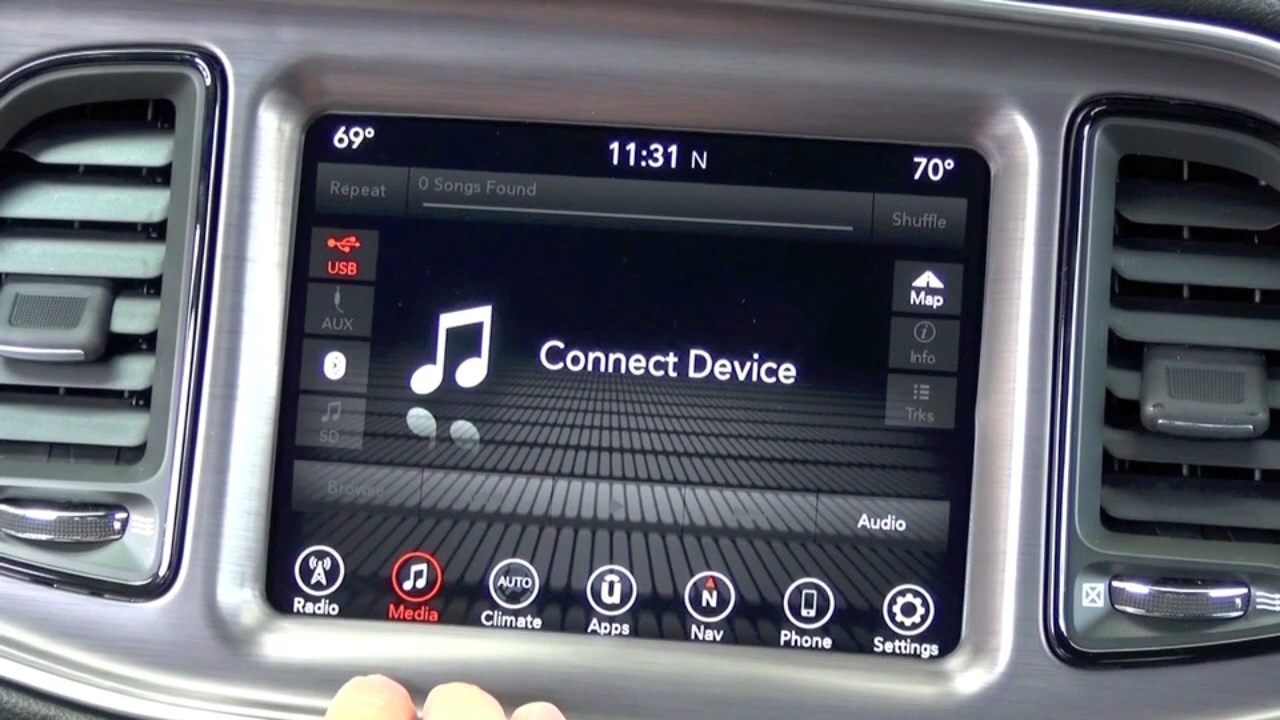 69°
11:31 N
70°
Repeat
0 Songs Found
Shuffle
USB
AUX
SD
Connect Device
Map
Info
Trks
Browse
Audio
Radio
Media
AUTO
Climate
Apps
N
Nav
Phone
Settings